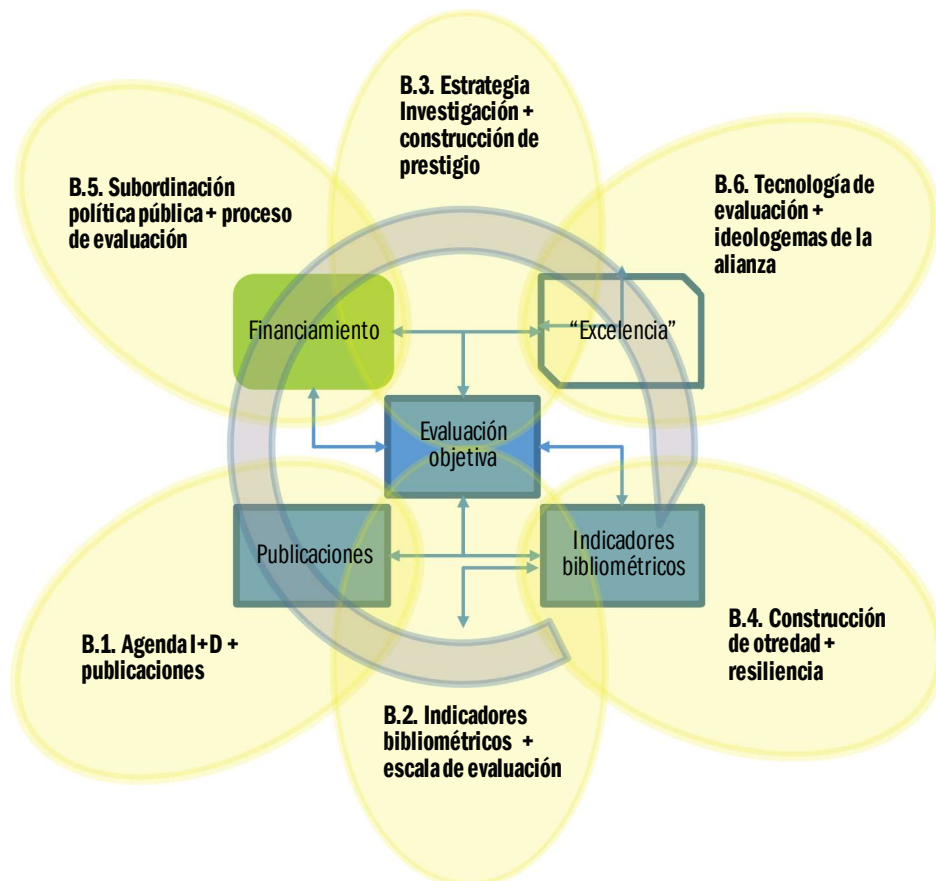 B.3. Estrategia
Investigación +
construcción de
prestigio
B.5. Subordinación
política pública + proceso
de evaluación
B.6. Tecnología de
evaluación +
ideologemas de la
alianza
Financiamiento
“Excelencia”
Evaluación
objetiva
Publicaciones
Indicadores
bibliométricos
B.1. Agenda I+D +
publicaciones
B.4. Construcción
de otredad +
resiliencia
B.2. Indicadores
bibliométricos +
escala de evaluación